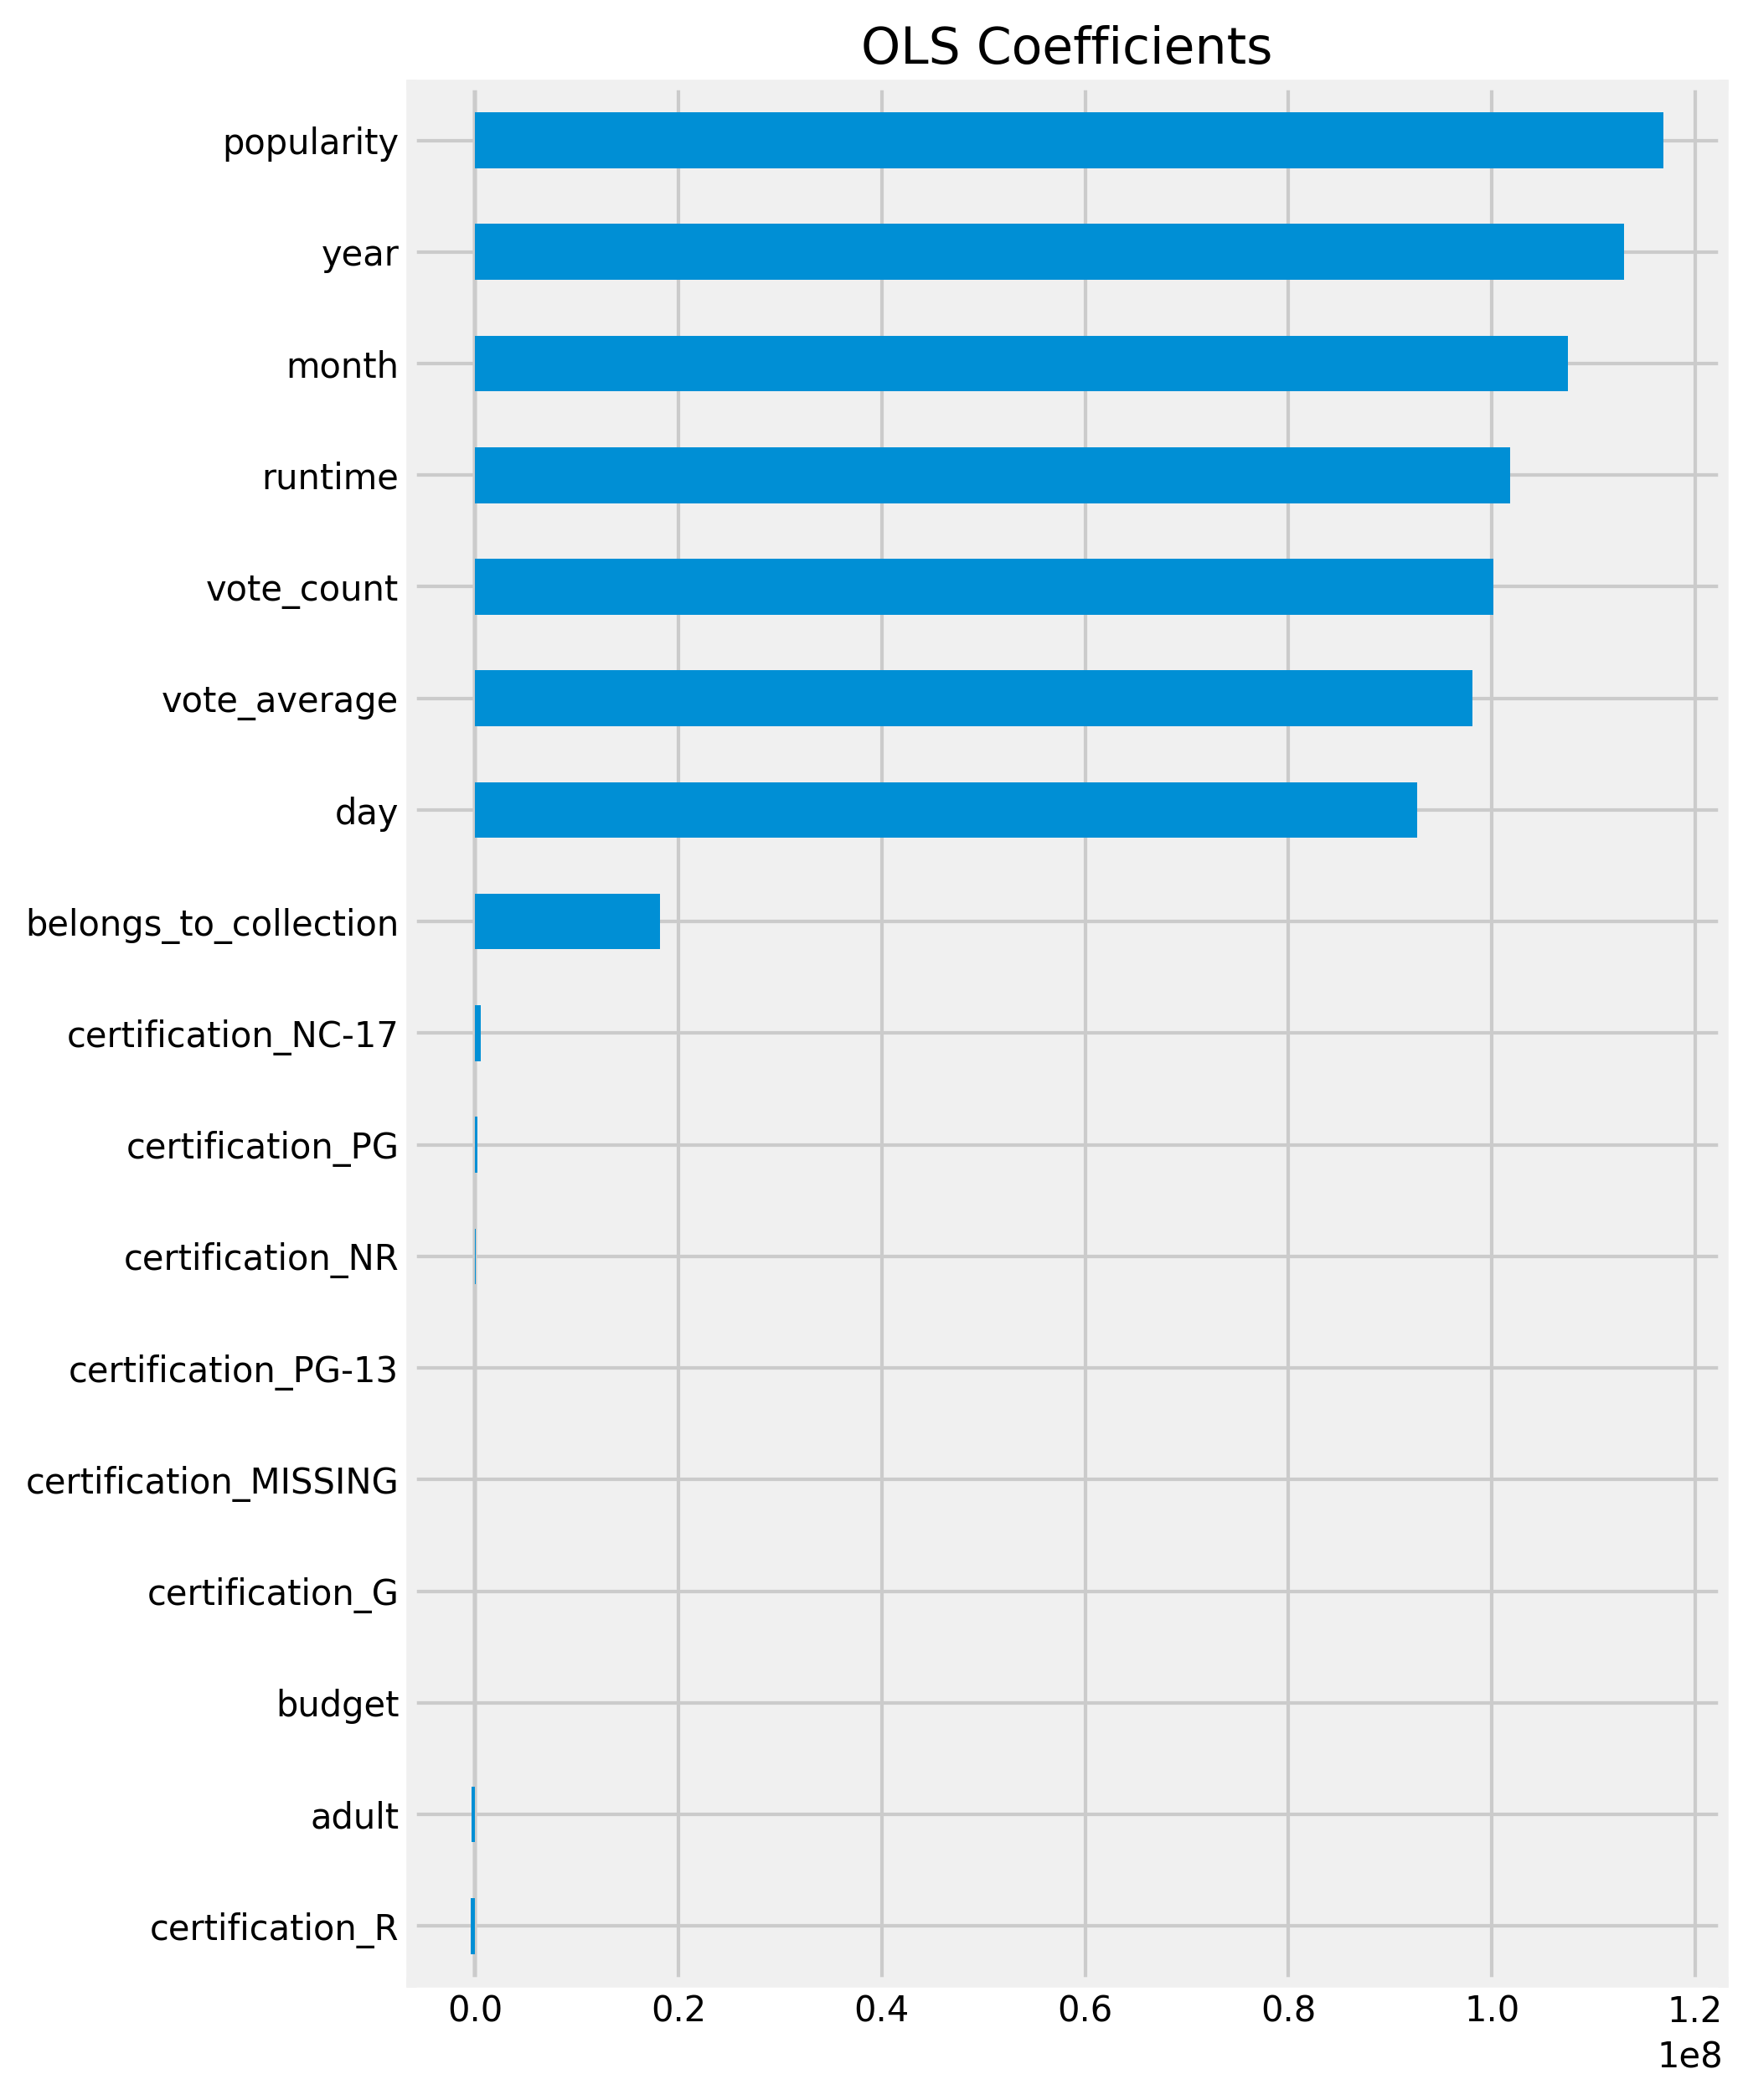 OLS Coefficients
popularity
year
month
runtime
vote_count
vote_average
day
belongs_to_collection
certification_NC-17
certification_PG
certification_NR
certification_PG-13
certification_MISSING
certification_G
budget
adult
certification_R
0.0 0.2 0.4 0.6 0.8 1.0 1.2
1e8